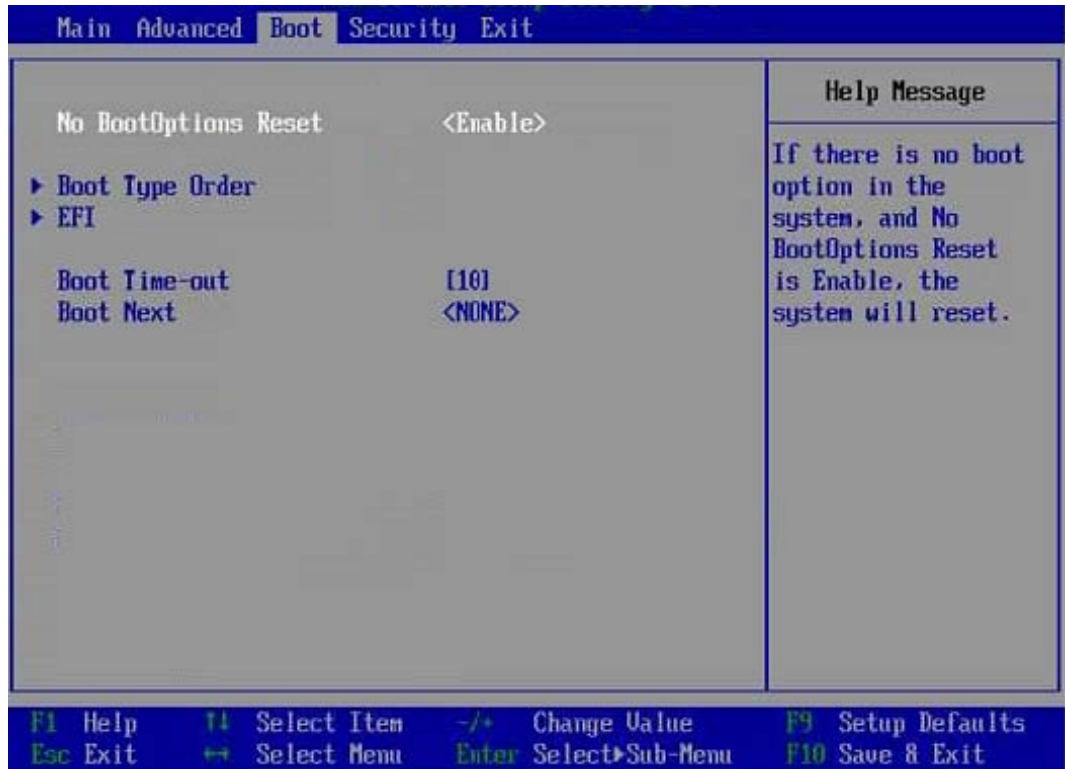 Main Advanced Boot Security Exit
No BootOptions Reset <Enable>
▶ Boot Type Order
▶ EFI
Boot Time-out [10]
Boot Next <NONE>
Help Message
If there is no boot
option in the
system, and No
BootOptions Reset
is Enable, the
system will reset.
F1 Help ↑↓ Select Item -/+ Change Value F9 Setup Defaults
Esc Exit ↔ Select Menu Enter Select▶Sub-Menu F10 Save & Exit